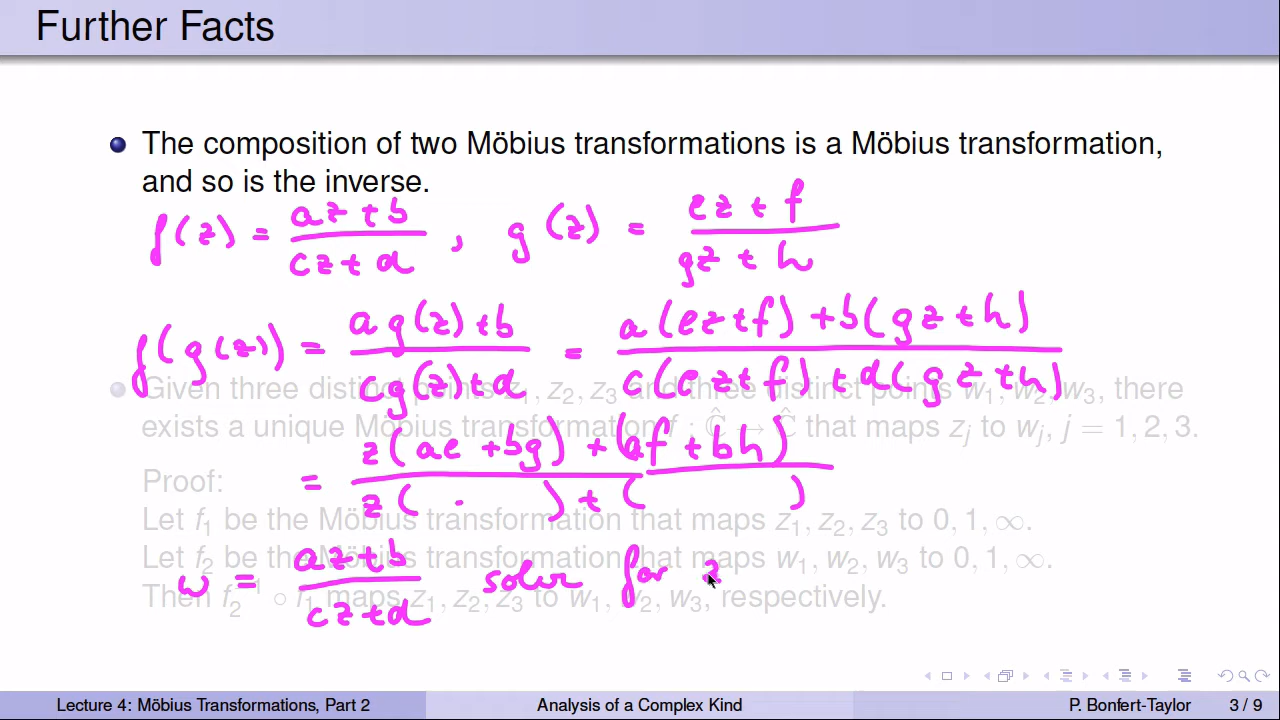 Further Facts
The composition of two Möbius transformations is a Möbius transformation,
and so is the inverse.
f(z) = (az+b)/(cz+d) , g(z) = (ez+f)/(gz+h)
f(g(z)) = (ag(z)+b)/(cg(z)+d) = (a(ez+f)+b(gz+h))/(c(ez+f)+d(gz+h))
Given three distinct points z₁, z₂, z₃ and three distinct points w₁, w₂, w₃, there
exists a unique Möbius transformation f : Ĉ → Ĉ that maps zⱼ to wⱼ, j = 1, 2, 3.
= (z(ae+bg)+(af+bh))/(z( · )+( ))
Proof:
Let f₁ be the Möbius transformation that maps z₁, z₂, z₃ to 0, 1, ∞.
Let f₂ be the Möbius transformation that maps w₁, w₂, w₃ to 0, 1, ∞.
w = (az+b)/(cz+d) solve for z
Then f₂⁻¹ ∘ f₁ maps z₁, z₂, z₃ to w₁, w₂, w₃, respectively.
Lecture 4: Möbius Transformations, Part 2 Analysis of a Complex Kind P. Bonfert-Taylor 3 / 9